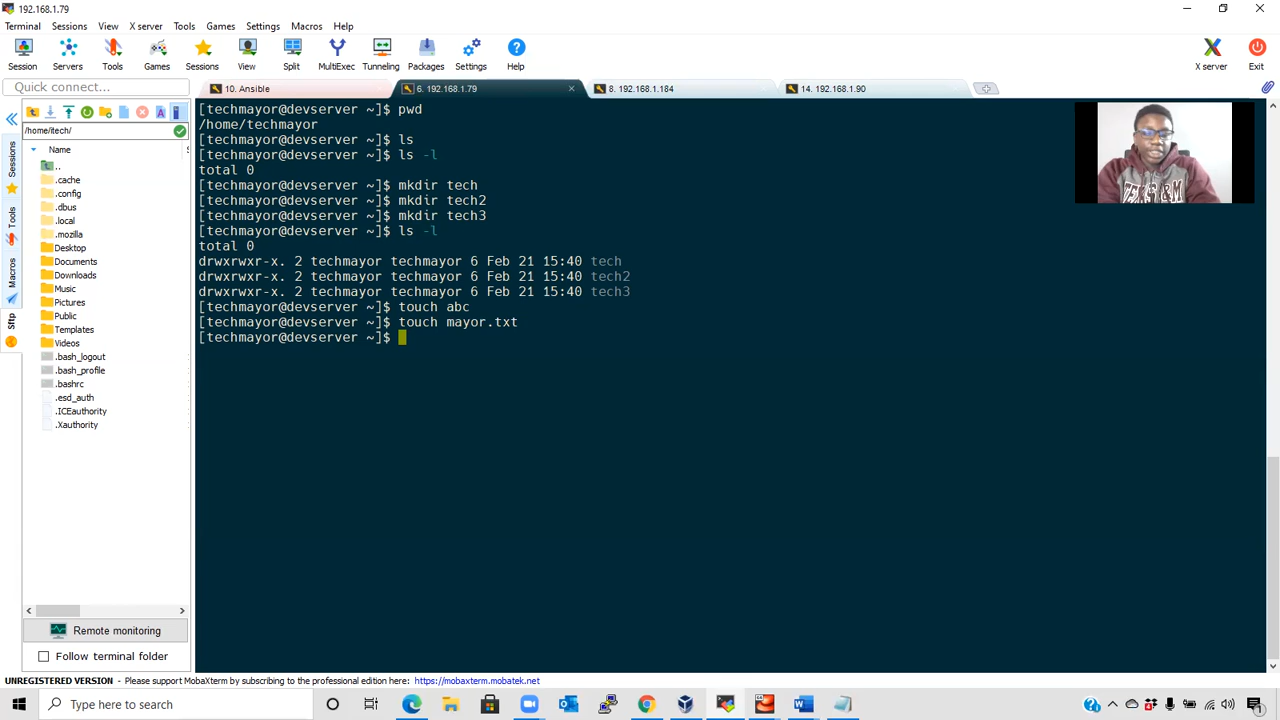 192.168.1.79
Terminal Sessions View X server Tools Games Settings Macros Help
Session Servers Tools Games Sessions View Split MultiExec Tunneling Packages Settings Help X server Exit
Quick connect...
10. Ansible
6. 192.168.1.79
8. 192.168.1.184
14. 192.168.1.90
/home/itech/
Name
..
.cache
.config
.dbus
.local
.mozilla
Desktop
Documents
Downloads
Music
Pictures
Public
Templates
Videos
.bash_logout
.bash_profile
.bashrc
.esd_auth
.ICEauthority
.Xauthority
Sessions
Tools
Macros
Sftp
[techmayor@devserver ~]$ pwd
/home/techmayor
[techmayor@devserver ~]$ ls
[techmayor@devserver ~]$ ls -l
total 0
[techmayor@devserver ~]$ mkdir tech
[techmayor@devserver ~]$ mkdir tech2
[techmayor@devserver ~]$ mkdir tech3
[techmayor@devserver ~]$ ls -l
total 0
drwxrwxr-x. 2 techmayor techmayor 6 Feb 21 15:40 tech
drwxrwxr-x. 2 techmayor techmayor 6 Feb 21 15:40 tech2
drwxrwxr-x. 2 techmayor techmayor 6 Feb 21 15:40 tech3
[techmayor@devserver ~]$ touch abc
[techmayor@devserver ~]$ touch mayor.txt
[techmayor@devserver ~]$
Remote monitoring
Follow terminal folder
UNREGISTERED VERSION - Please support MobaXterm by subscribing to the professional edition here: https://mobaxterm.mobatek.net
Type here to search